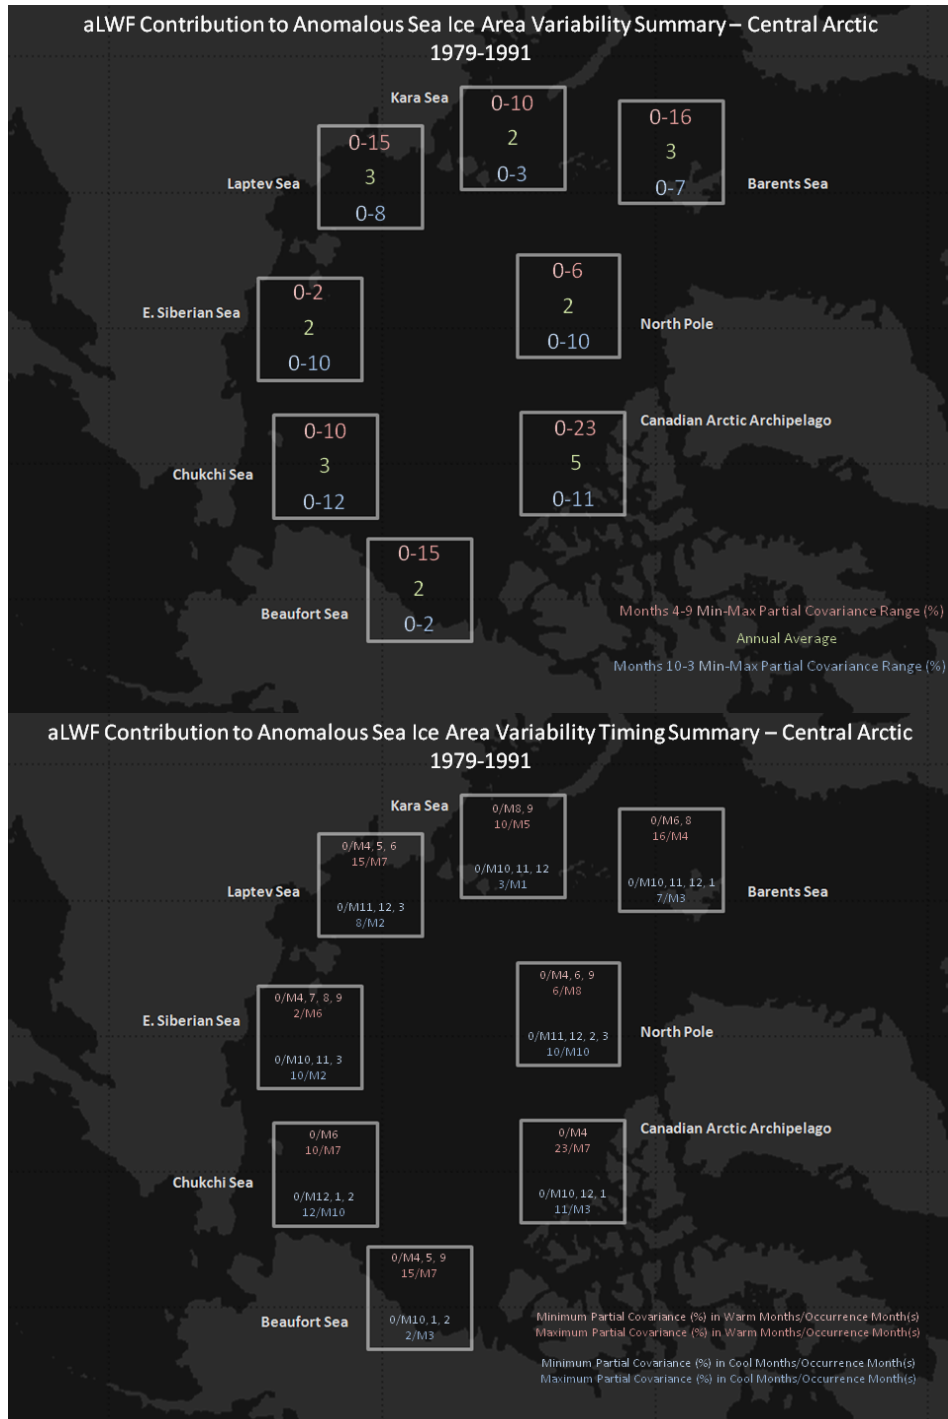 aLWF Contribution to Anomalous Sea Ice Area Variability Summary – Central Arctic
1979-1991
Kara Sea
0-10
2
0-3
0-16
3
0-7
Barents Sea
Laptev Sea
0-15
3
0-8
E. Siberian Sea
0-2
2
0-10
0-6
2
0-10
North Pole
Chukchi Sea
0-10
3
0-12
Canadian Arctic Archipelago
0-23
5
0-11
Beaufort Sea
0-15
2
0-2
Months 4-9 Min-Max Partial Covariance Range (%)
Annual Average
Months 10-3 Min-Max Partial Covariance Range (%)
aLWF Contribution to Anomalous Sea Ice Area Variability Timing Summary – Central Arctic
1979-1991
Kara Sea
0/M8, 9
10/M5
0/M10, 11, 12
3/M1
0/M6, 8
16/M4
0/M10, 11, 12, 1
7/M3
Barents Sea
Laptev Sea
0/M4, 5, 6
15/M7
0/M11, 12, 3
8/M2
E. Siberian Sea
0/M4, 7, 8, 9
2/M6
0/M10, 11, 3
10/M2
0/M4, 6, 9
6/M8
0/M11, 12, 2, 3
10/M10
North Pole
Chukchi Sea
0/M6
10/M7
0/M12, 1, 2
12/M10
Canadian Arctic Archipelago
0/M4
23/M7
0/M10, 12, 1
11/M3
Beaufort Sea
0/M4, 5, 9
15/M7
0/M10, 1, 2
2/M3
Minimum Partial Covariance (%) in Warm Months/Occurrence Month(s)
Maximum Partial Covariance (%) in Warm Months/Occurrence Month(s)
Minimum Partial Covariance (%) in Cool Months/Occurrence Month(s)
Maximum Partial Covariance (%) in Cool Months/Occurrence Month(s)